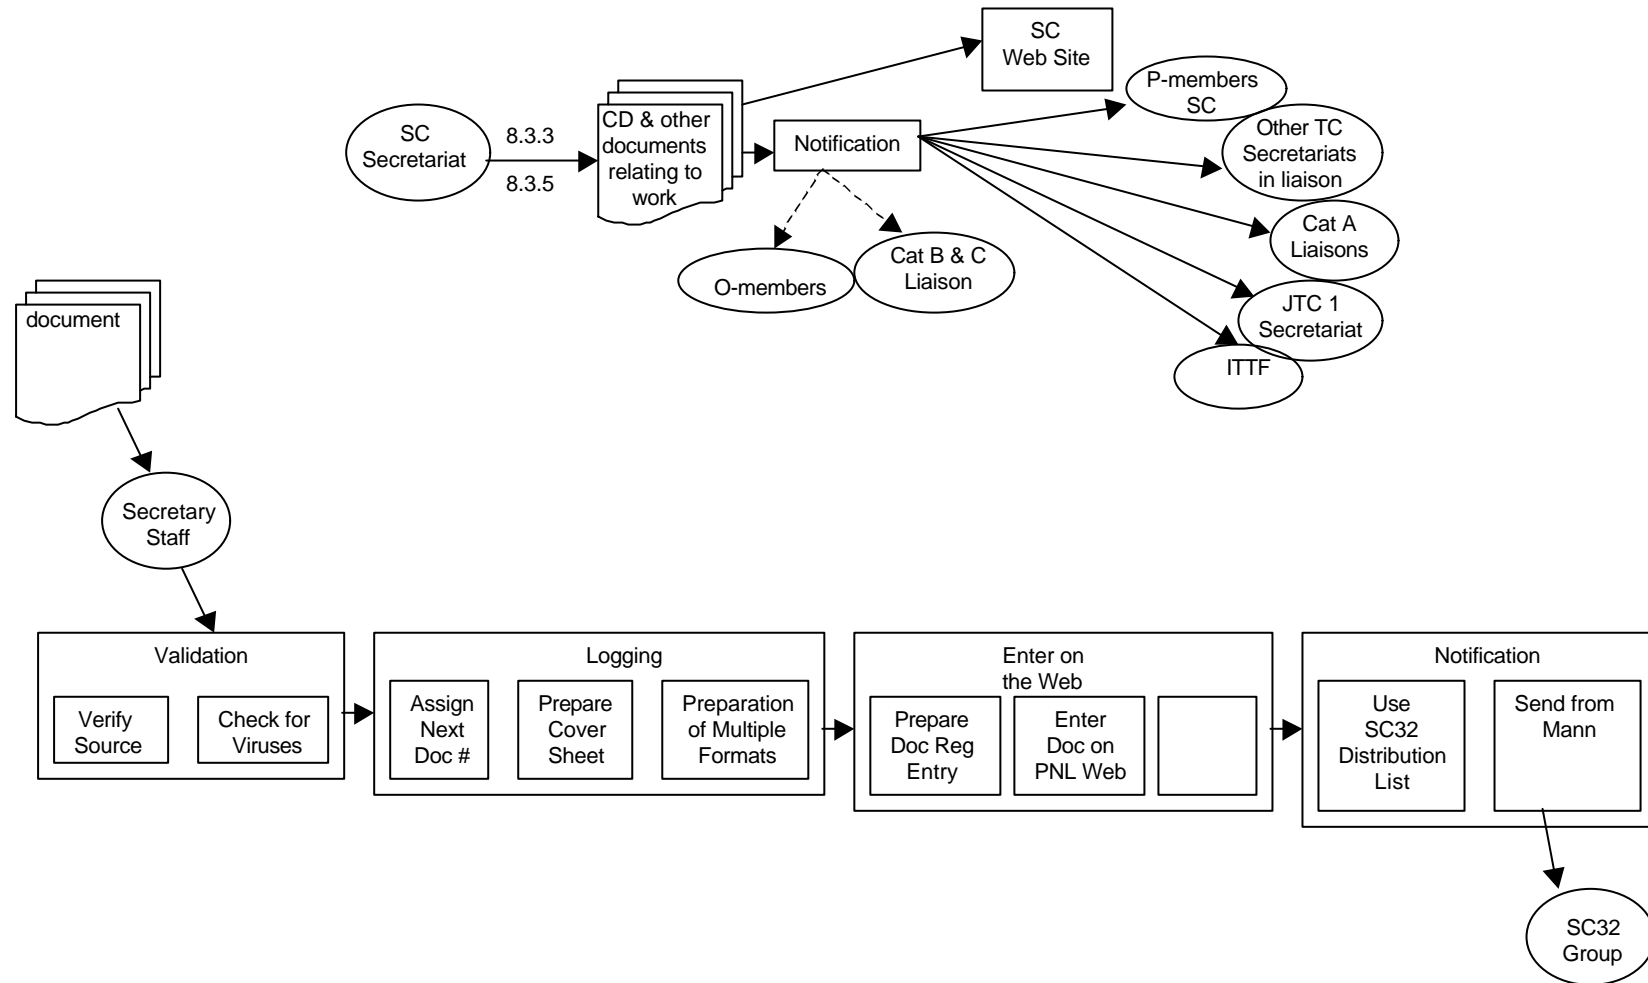 SC
Web Site
P-members
SC
Other TC
Secretariats
in liaison
Cat A
Liaisons
JTC 1
Secretariat
ITTF
SC
Secretariat
8.3.3
8.3.5
CD & other
documents
relating to
work
Notification
O-members
Cat B & C
Liaison
document
Secretary
Staff
Validation
Verify
Source
Check for
Viruses
Logging
Assign
Next
Doc #
Prepare
Cover
Sheet
Preparation
of Multiple
Formats
Enter on
the Web
Prepare
Doc Reg
Entry
Enter
Doc on
PNL Web
Notification
Use
SC32
Distribution
List
Send from
Mann
SC32
Group